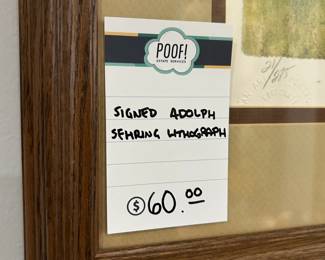 POOF!
ESTATE SERVICES
SIGNED ADOLPH
SEHRING LITHOGRAPH
$60.00